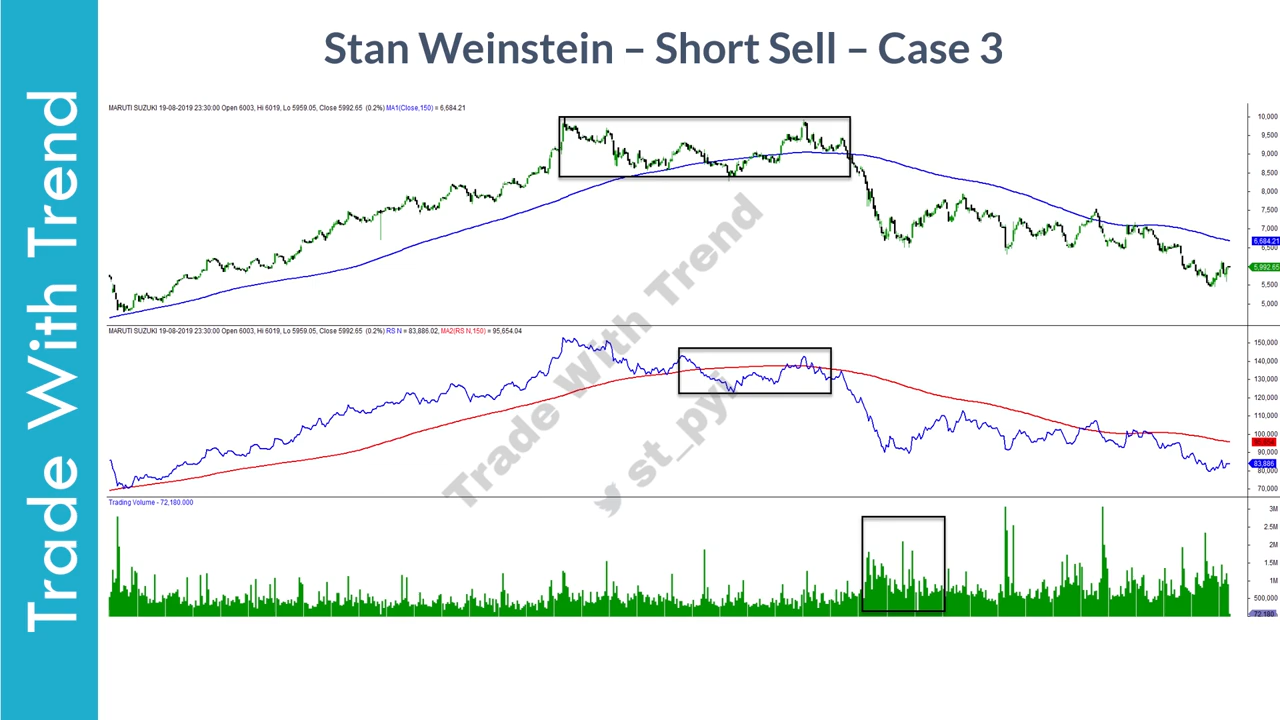 Stan Weinstein – Short Sell – Case 3
Trade With Trend
MARUTI SUZUKI 19-08-2019 23:30:00 Open 6003, Hi 6019, Lo 5959.05, Close 5992.65 (0.2%) MA1(Close,150) = 6,684.21
10,000
9,500
9,000
8,500
8,000
7,500
7,000
6,684.21
6,500
5,992.65
5,500
5,000
MARUTI SUZUKI 19-08-2019 23:30:00 Open 6003, Hi 6019, Lo 5959.05, Close 5992.65 (0.2%) RS N = 83,886.02, MA2(RS N,150) = 95,654.04
150,000
140,000
130,000
120,000
110,000
100,000
90,000
83,886
80,000
70,000
Trade With Trend
st_pyi
Trading Volume - 72,180.000
3M
2.5M
2M
1.5M
1M
500,000
72,180